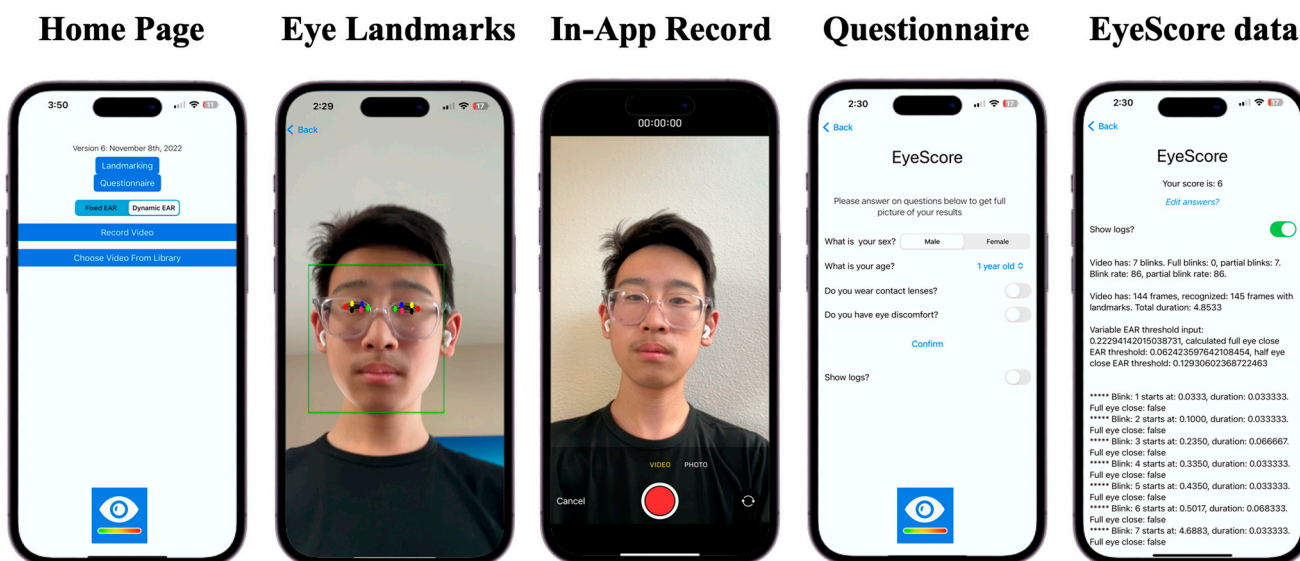 Home Page
Eye Landmarks
In-App Record
Questionnaire
EyeScore data
3:50
11
Version 6: November 8th, 2022
Landmarking
Questionnaire
Fixed EAR
Dynamic EAR
Record Video
Choose Video From Library
2:29
17
Back
00:00:00
VIDEO
PHOTO
Cancel
2:30
17
Back
EyeScore
Please answer on questions below to get full
picture of your results
What is your sex?
Male
Female
What is your age?
1 year old
Do you wear contact lenses?
Do you have eye discomfort?
Confirm
Show logs?
2:30
17
Back
EyeScore
Your score is: 6
Edit answers?
Show logs?
Video has: 7 blinks. Full blinks: 0, partial blinks: 7.
Blink rate: 86, partial blink rate: 86.
Video has: 144 frames, recognized: 145 frames with
landmarks. Total duration: 4.8533
Variable EAR threshold input:
0.22294142015038731, calculated full eye close
EAR threshold: 0.062423597642108454, half eye
close EAR threshold: 0.12930602368722463
***** Blink: 1 starts at: 0.0333, duration: 0.033333.
Full eye close: false
***** Blink: 2 starts at: 0.1000, duration: 0.033333.
Full eye close: false
***** Blink: 3 starts at: 0.2350, duration: 0.066667.
Full eye close: false
***** Blink: 4 starts at: 0.3350, duration: 0.033333.
Full eye close: false
***** Blink: 5 starts at: 0.4350, duration: 0.033333.
Full eye close: false
***** Blink: 6 starts at: 0.5017, duration: 0.068333.
Full eye close: false
***** Blink: 7 starts at: 4.6883, duration: 0.033333.
Full eye close: false